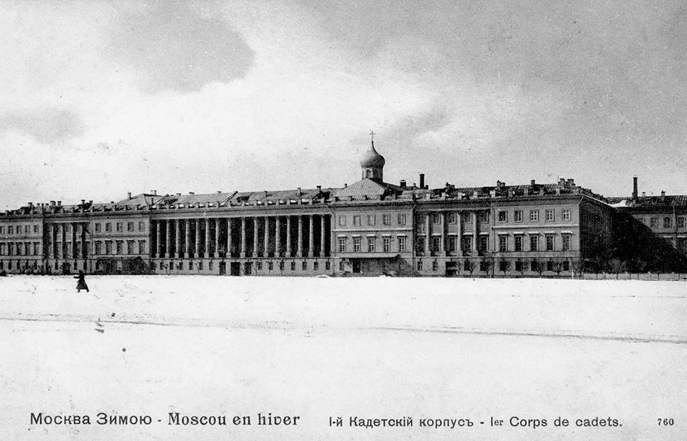 Москва Зимою - Moscou en hiver I-й Кадетскій корпусъ - Ier Corps de cadets. 760